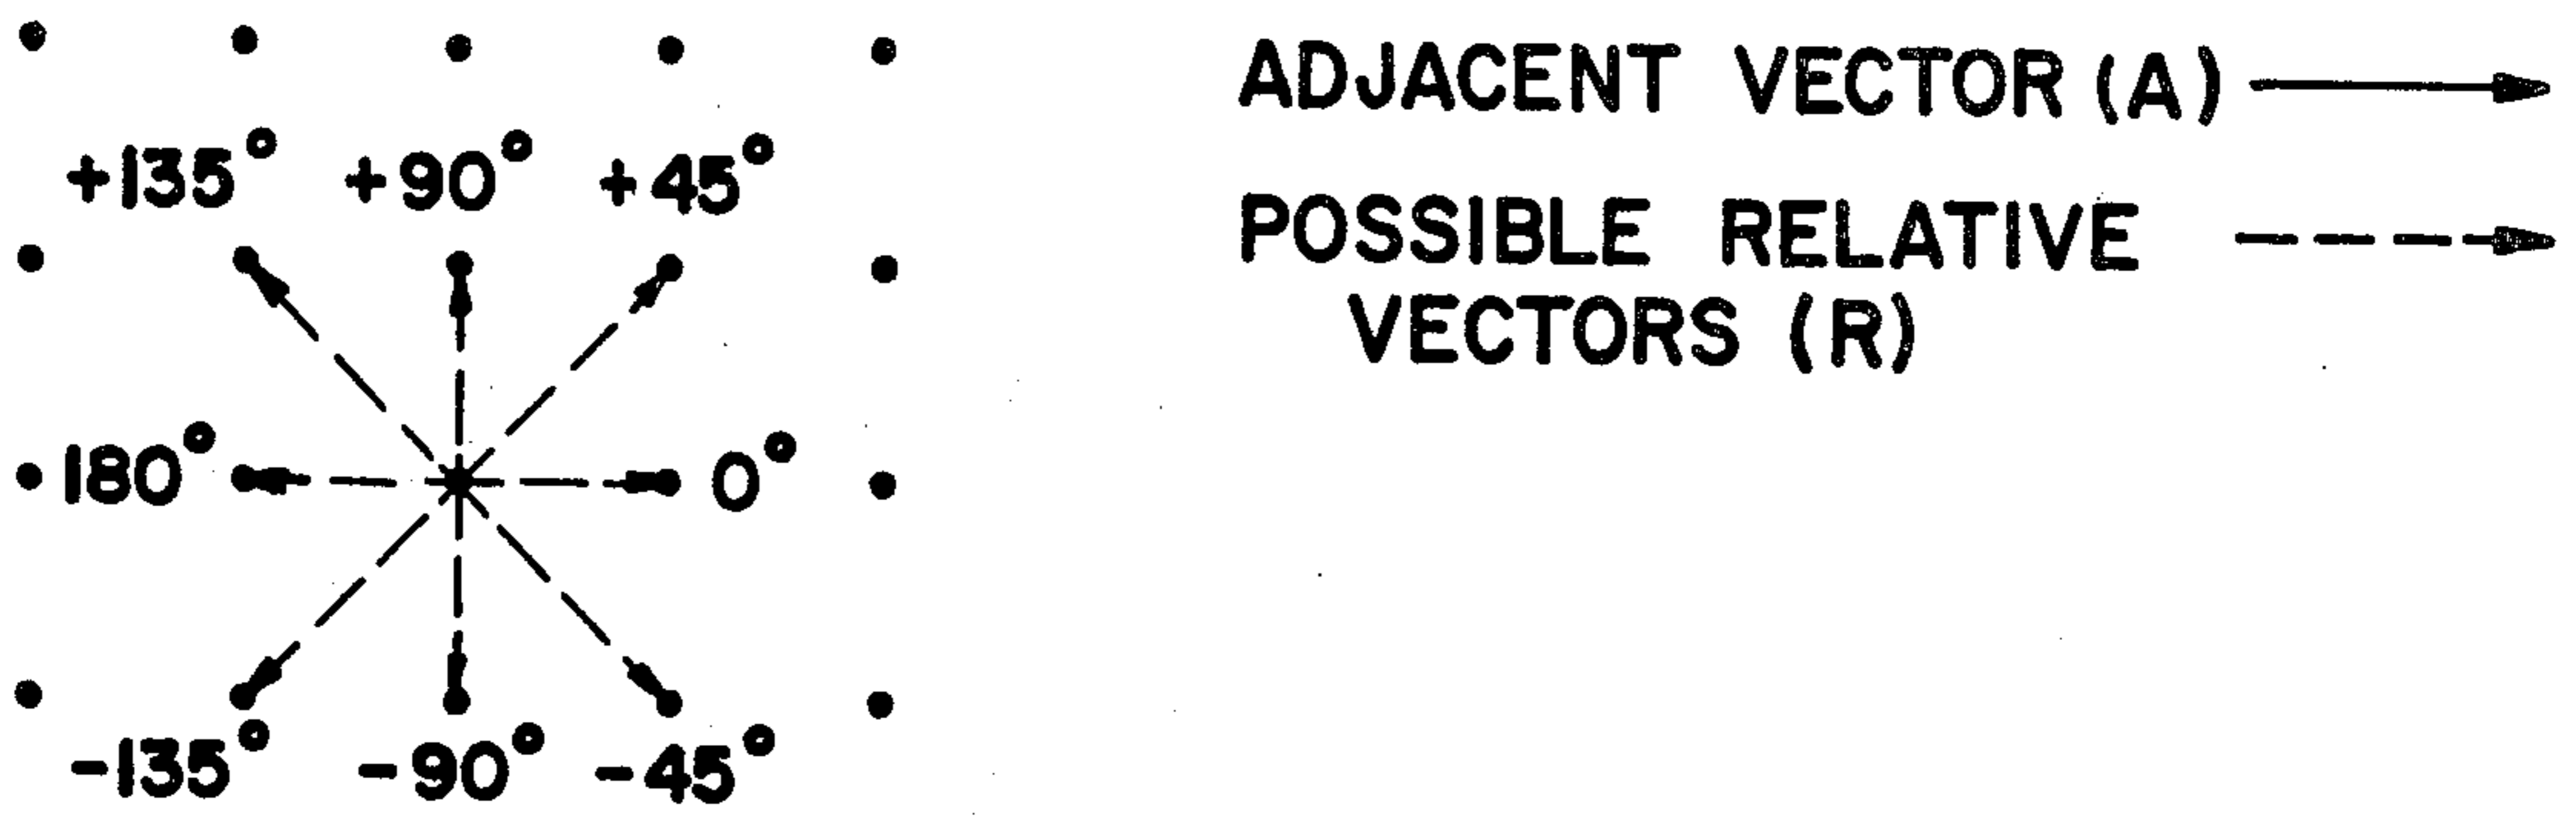 +135° +90° +45°
180° 0°
-135° -90° -45°
ADJACENT VECTOR (A)
POSSIBLE RELATIVE
VECTORS (R)